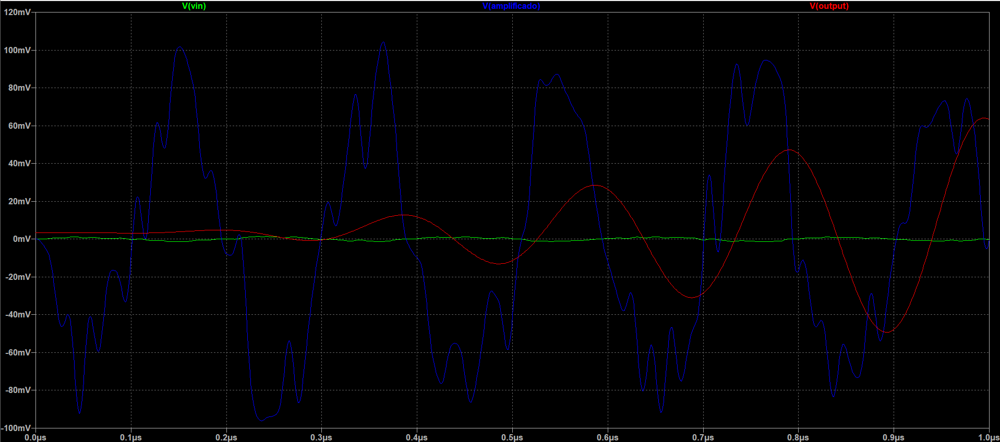 V(vin) V(amplificado) V(output)
120mV
100mV
80mV
60mV
40mV
20mV
0mV
-20mV
-40mV
-60mV
-80mV
-100mV
0.0µs 0.1µs 0.2µs 0.3µs 0.4µs 0.5µs 0.6µs 0.7µs 0.8µs 0.9µs 1.0µs